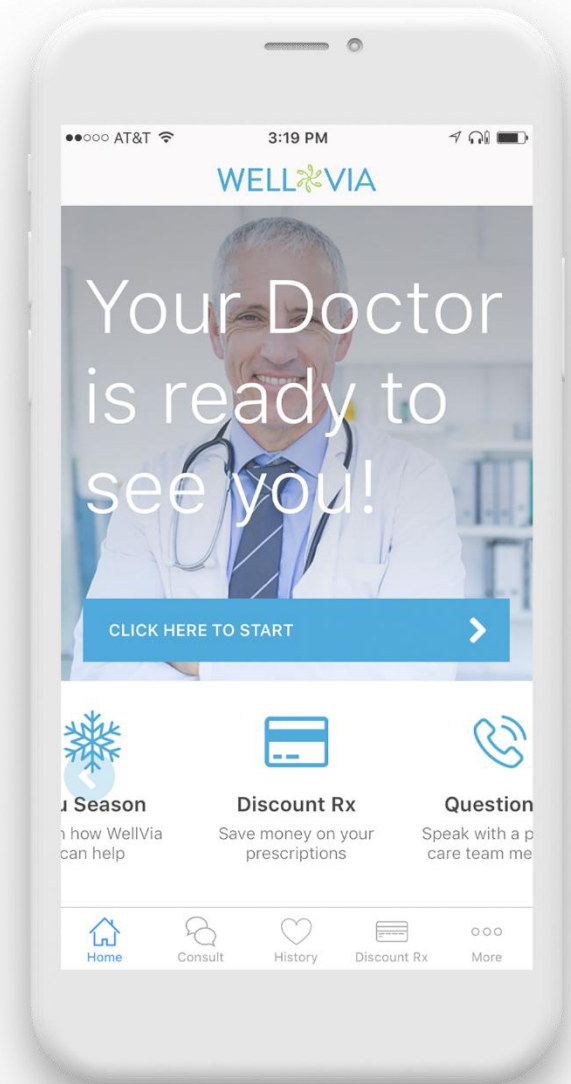 AT&T 3:19 PM
WELL VIA
Your Doctor
is ready to
see you!
CLICK HERE TO START
Season
Discount Rx
Question
how WellVia
can help
Save money on your
prescriptions
Speak with a p
care team me
Home
Consult
History
Discount Rx
More